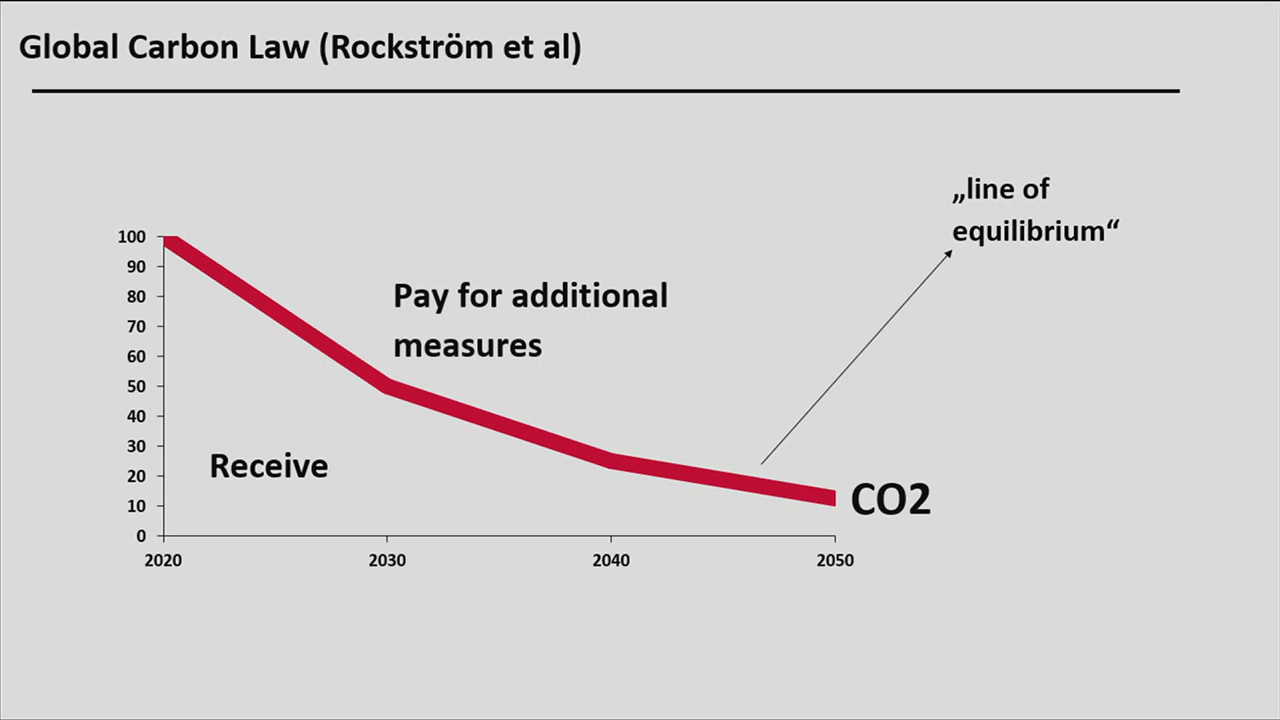 Global Carbon Law (Rockström et al)
„line of
equilibrium“
100
90
80
70
60
50
40
30
20
10
0
Pay for additional
measures
Receive
CO2
2020
2030
2040
2050